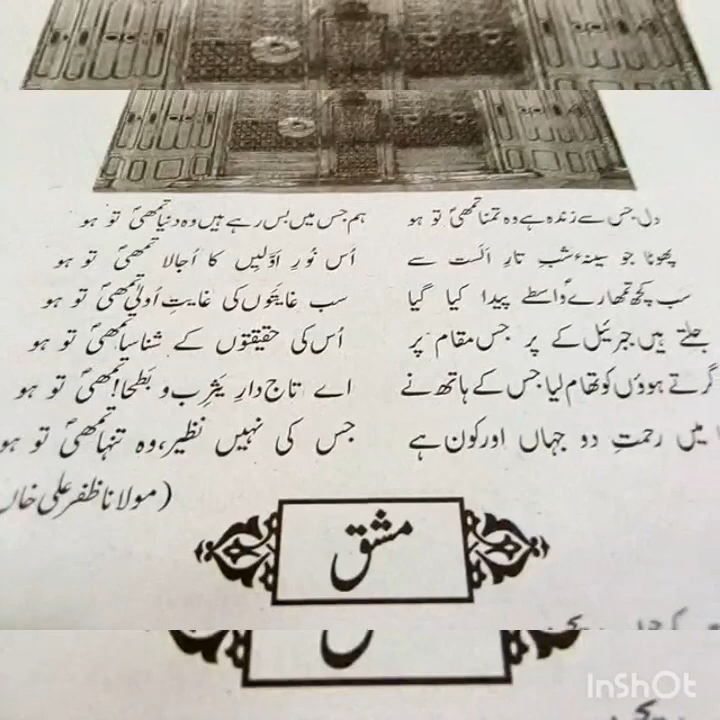 دل جس سے زندہ ہے وہ تمنا تمھیؐ تو ہو ہم جس میں بس رہے ہیں وہ دنیا تمھیؐ تو ہو
پھوٹا جو سینۂ شبِ تارِ الست سے اُس نُورِ اوّلیں کا اُجالا تمھیؐ تو ہو
سب کچھ تمھارےؐ واسطے پیدا کیا گیا سب غایتوں کی غایتِ اُولیٰ تمھیؐ تو ہو
جلتے ہیں جبرئیل کے پر جس مقام پر اُس کی حقیقتوں کے شناسا تمھیؐ تو ہو
گرتے ہوؤں کو تھام لیا جس کے ہاتھ نے اے تاج دارِ یثرِب و بَطحا! تمھیؐ تو ہو
میں رحمتِ دو جہاں اور کون ہے جس کی نہیں نظیر، وہ تنہا تمھیؐ تو ہو
(مولانا ظفر علی خاں
مشق
InShOt